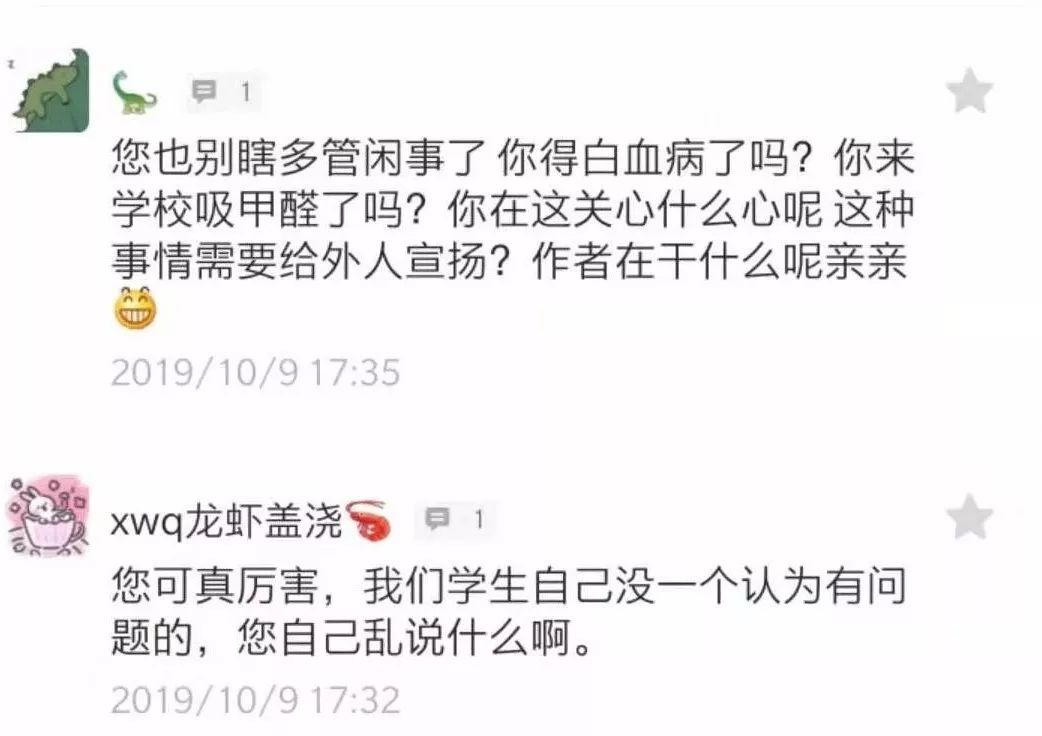 🦕 1
您也别瞎多管闲事了 你得白血病了吗？你来
学校吸甲醛了吗？你在这关心什么心呢 这种
事情需要给外人宣扬？作者在干什么呢亲亲
😁
2019/10/9 17:35
xwq龙虾盖浇🦐 1
您可真厉害，我们学生自己没一个认为有问
题的，您自己乱说什么啊。
2019/10/9 17:32